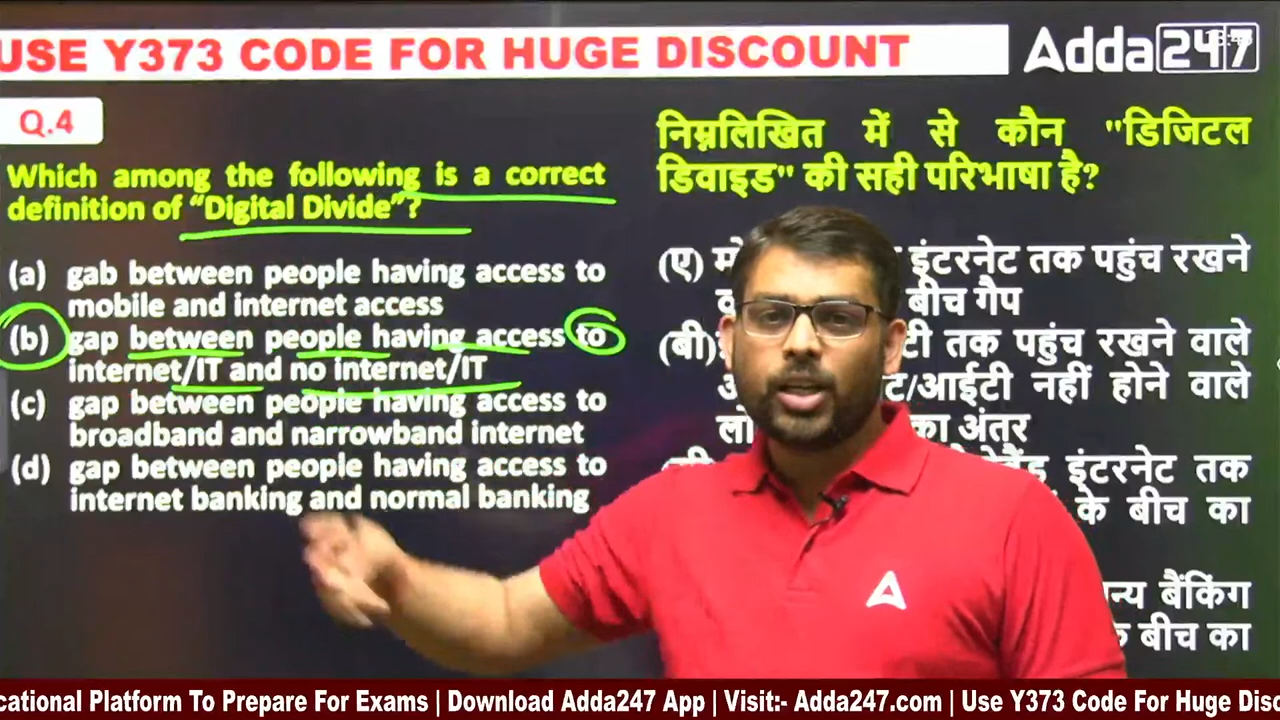 USE Y373 CODE FOR HUGE DISCOUNT
Adda 247
Q.4
Which among the following is a correct
definition of “Digital Divide”?
(a) gab between people having access to
mobile and internet access
(b) gap between people having access to
internet/IT and no internet/IT
(c) gap between people having access to
broadband and narrowband internet
(d) gap between people having access to
internet banking and normal banking
निम्नलिखित में से कौन "डिजिटल
डिवाइड" की सही परिभाषा है?
(ए) इंटरनेट तक पहुंच रखने
बीच गैप
(बी) तक पहुंच रखने वाले
नहीं होने वाले
का अंतर
इंटरनेट तक
के बीच का
बैंकिंग
बीच का
Platform To Prepare For Exams | Download Adda247 App | Visit:- Adda247.com | Use Y373 Code For Huge